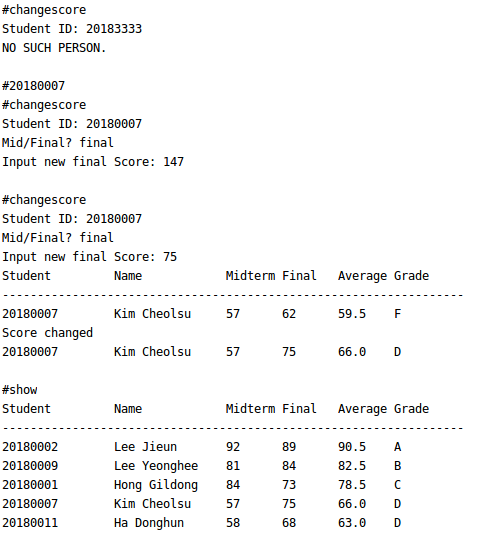 #changescore
Student ID: 20183333
NO SUCH PERSON.

#20180007
#changescore
Student ID: 20180007
Mid/Final? final
Input new final Score: 147

#changescore
Student ID: 20180007
Mid/Final? final
Input new final Score: 75
Student         Name            Midterm Final   Average Grade
------------------------------------------------------------------
20180007        Kim Cheolsu     57      62      59.5    F
Score changed
20180007        Kim Cheolsu     57      75      66.0    D

#show
Student         Name            Midterm Final   Average Grade
------------------------------------------------------------------
20180002        Lee Jieun       92      89      90.5    A
20180009        Lee Yeonghee    81      84      82.5    B
20180001        Hong Gildong    84      73      78.5    C
20180007        Kim Cheolsu     57      75      66.0    D
20180011        Ha Donghun      58      68      63.0    D